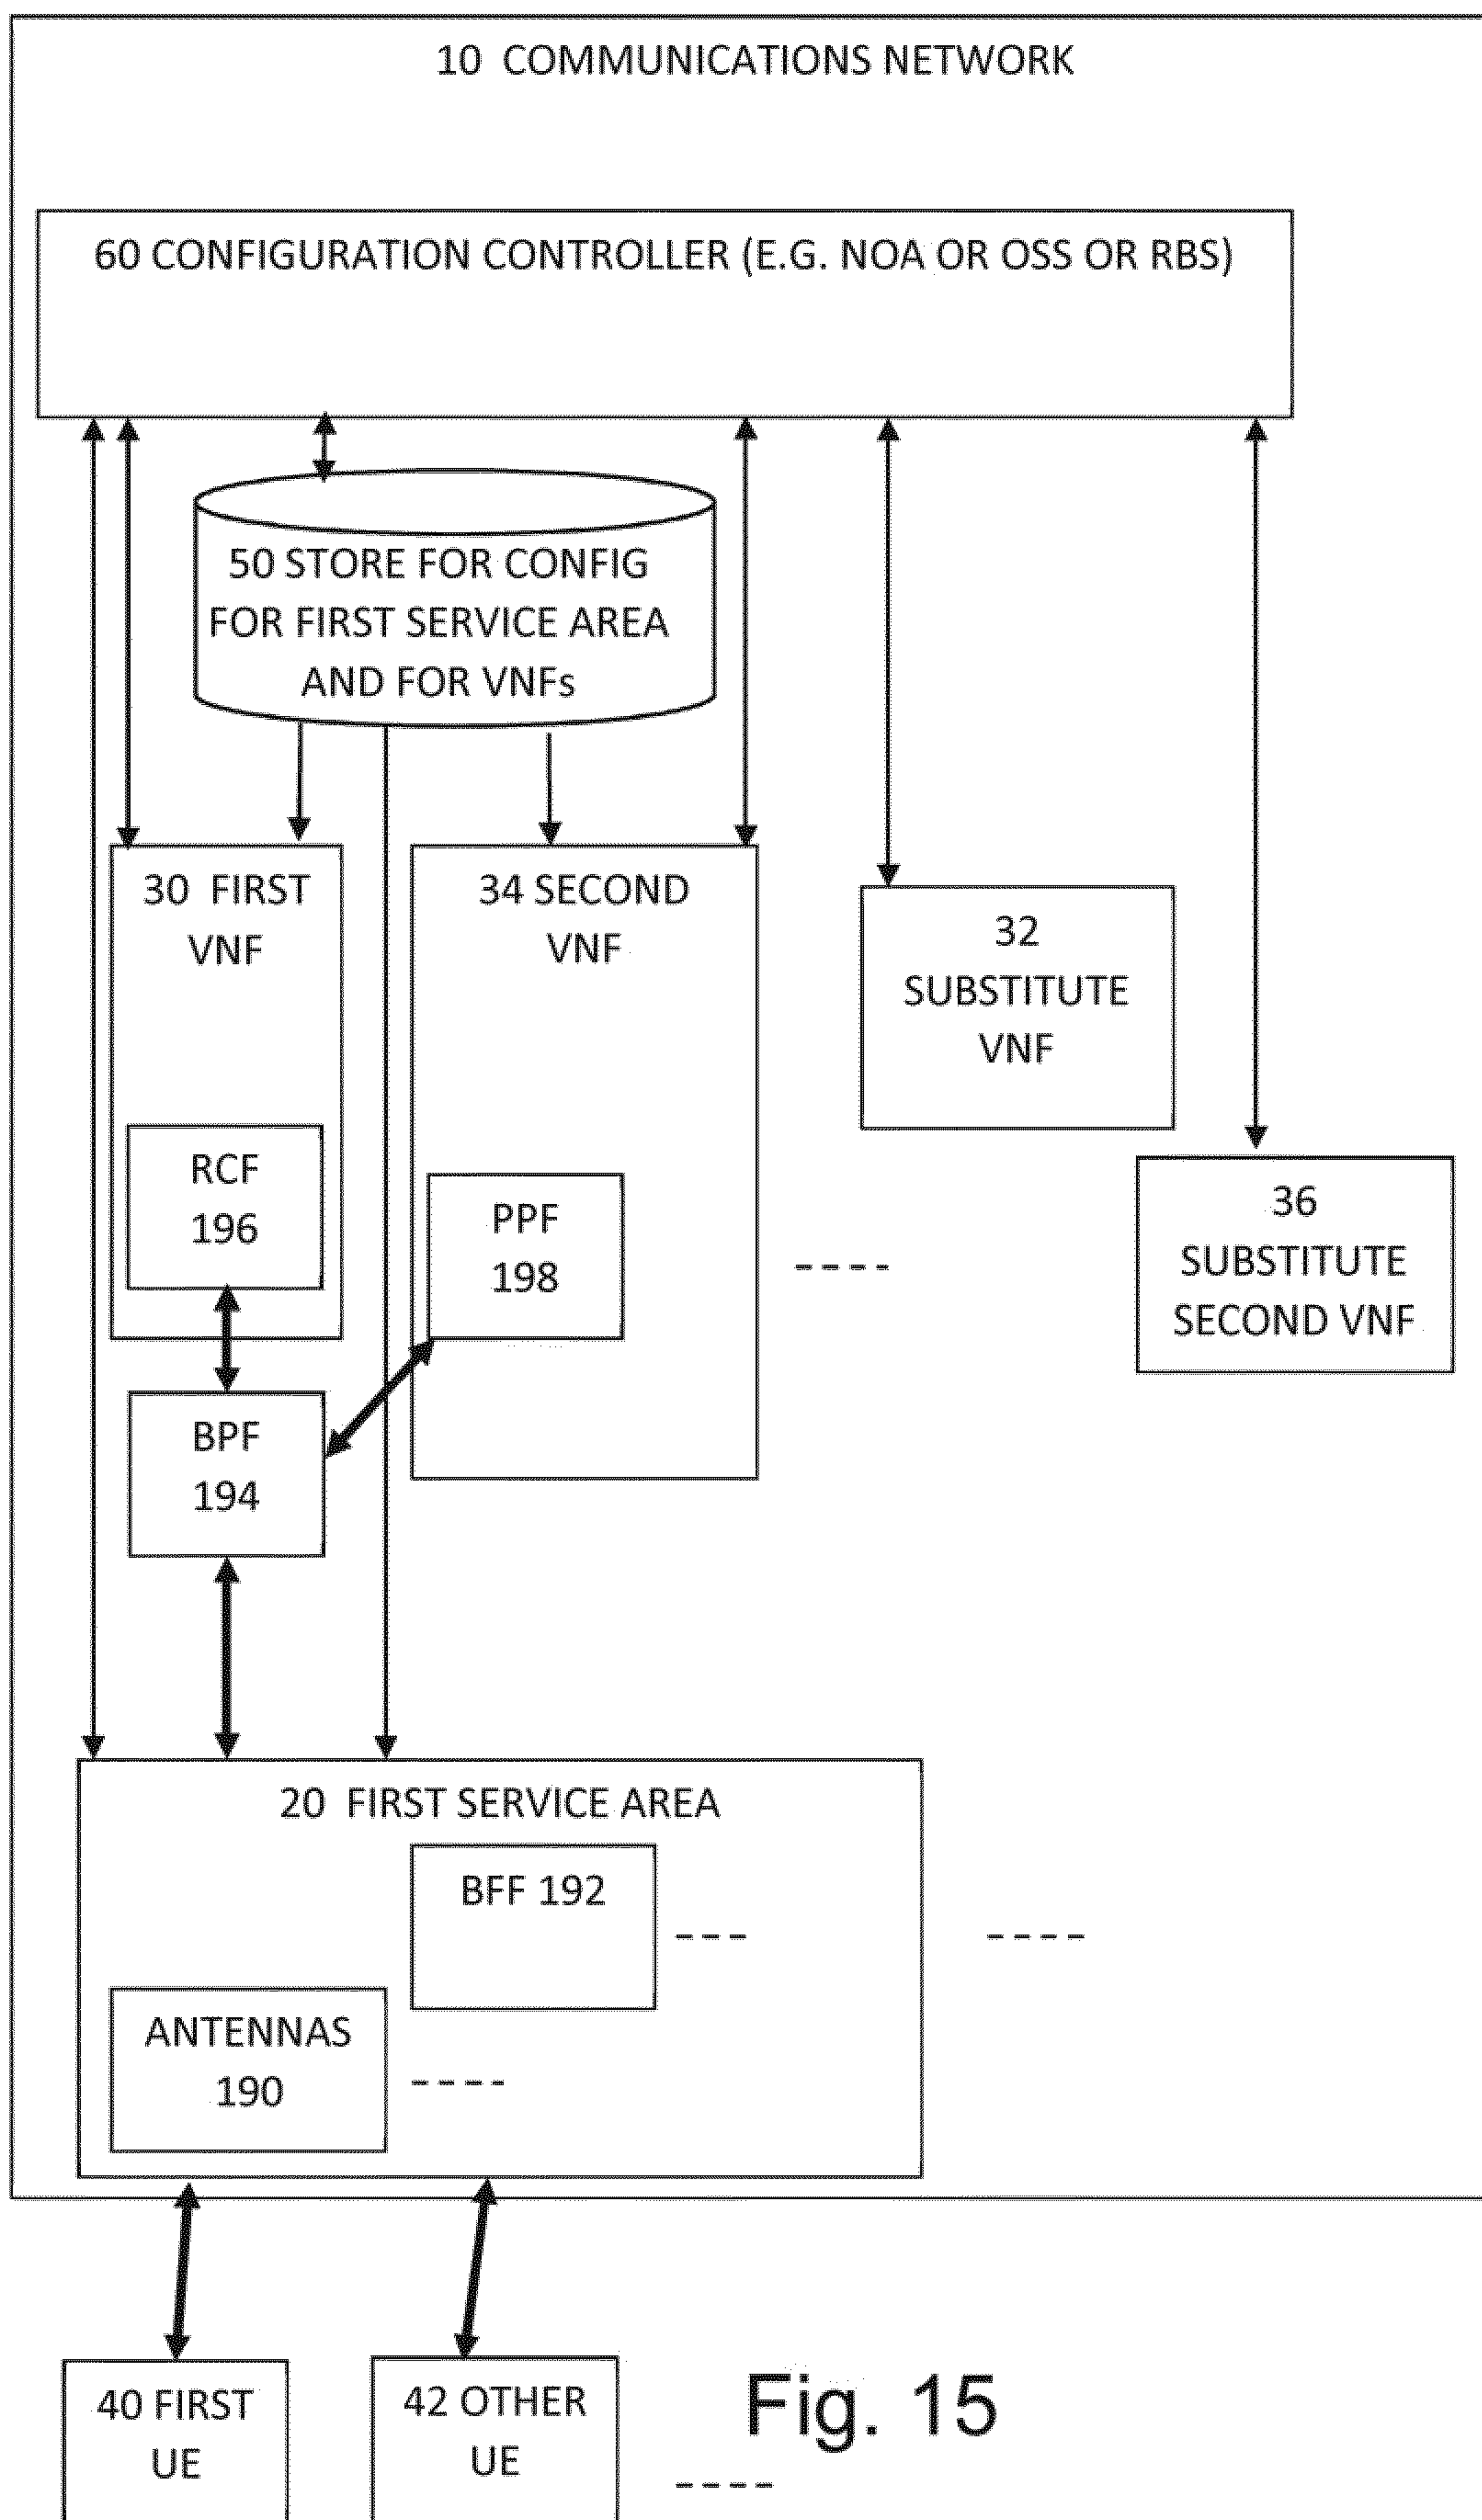 10 COMMUNICATIONS NETWORK
60 CONFIGURATION CONTROLLER (E.G. NOA OR OSS OR RBS)
50 STORE FOR CONFIG
FOR FIRST SERVICE AREA
AND FOR VNFs
30 FIRST
VNF
34 SECOND
VNF
32
SUBSTITUTE
VNF
RCF
196
PPF
198
36
SUBSTITUTE
SECOND VNF
BPF
194
20 FIRST SERVICE AREA
BFF 192
ANTENNAS
190
40 FIRST
UE
42 OTHER
UE
Fig. 15